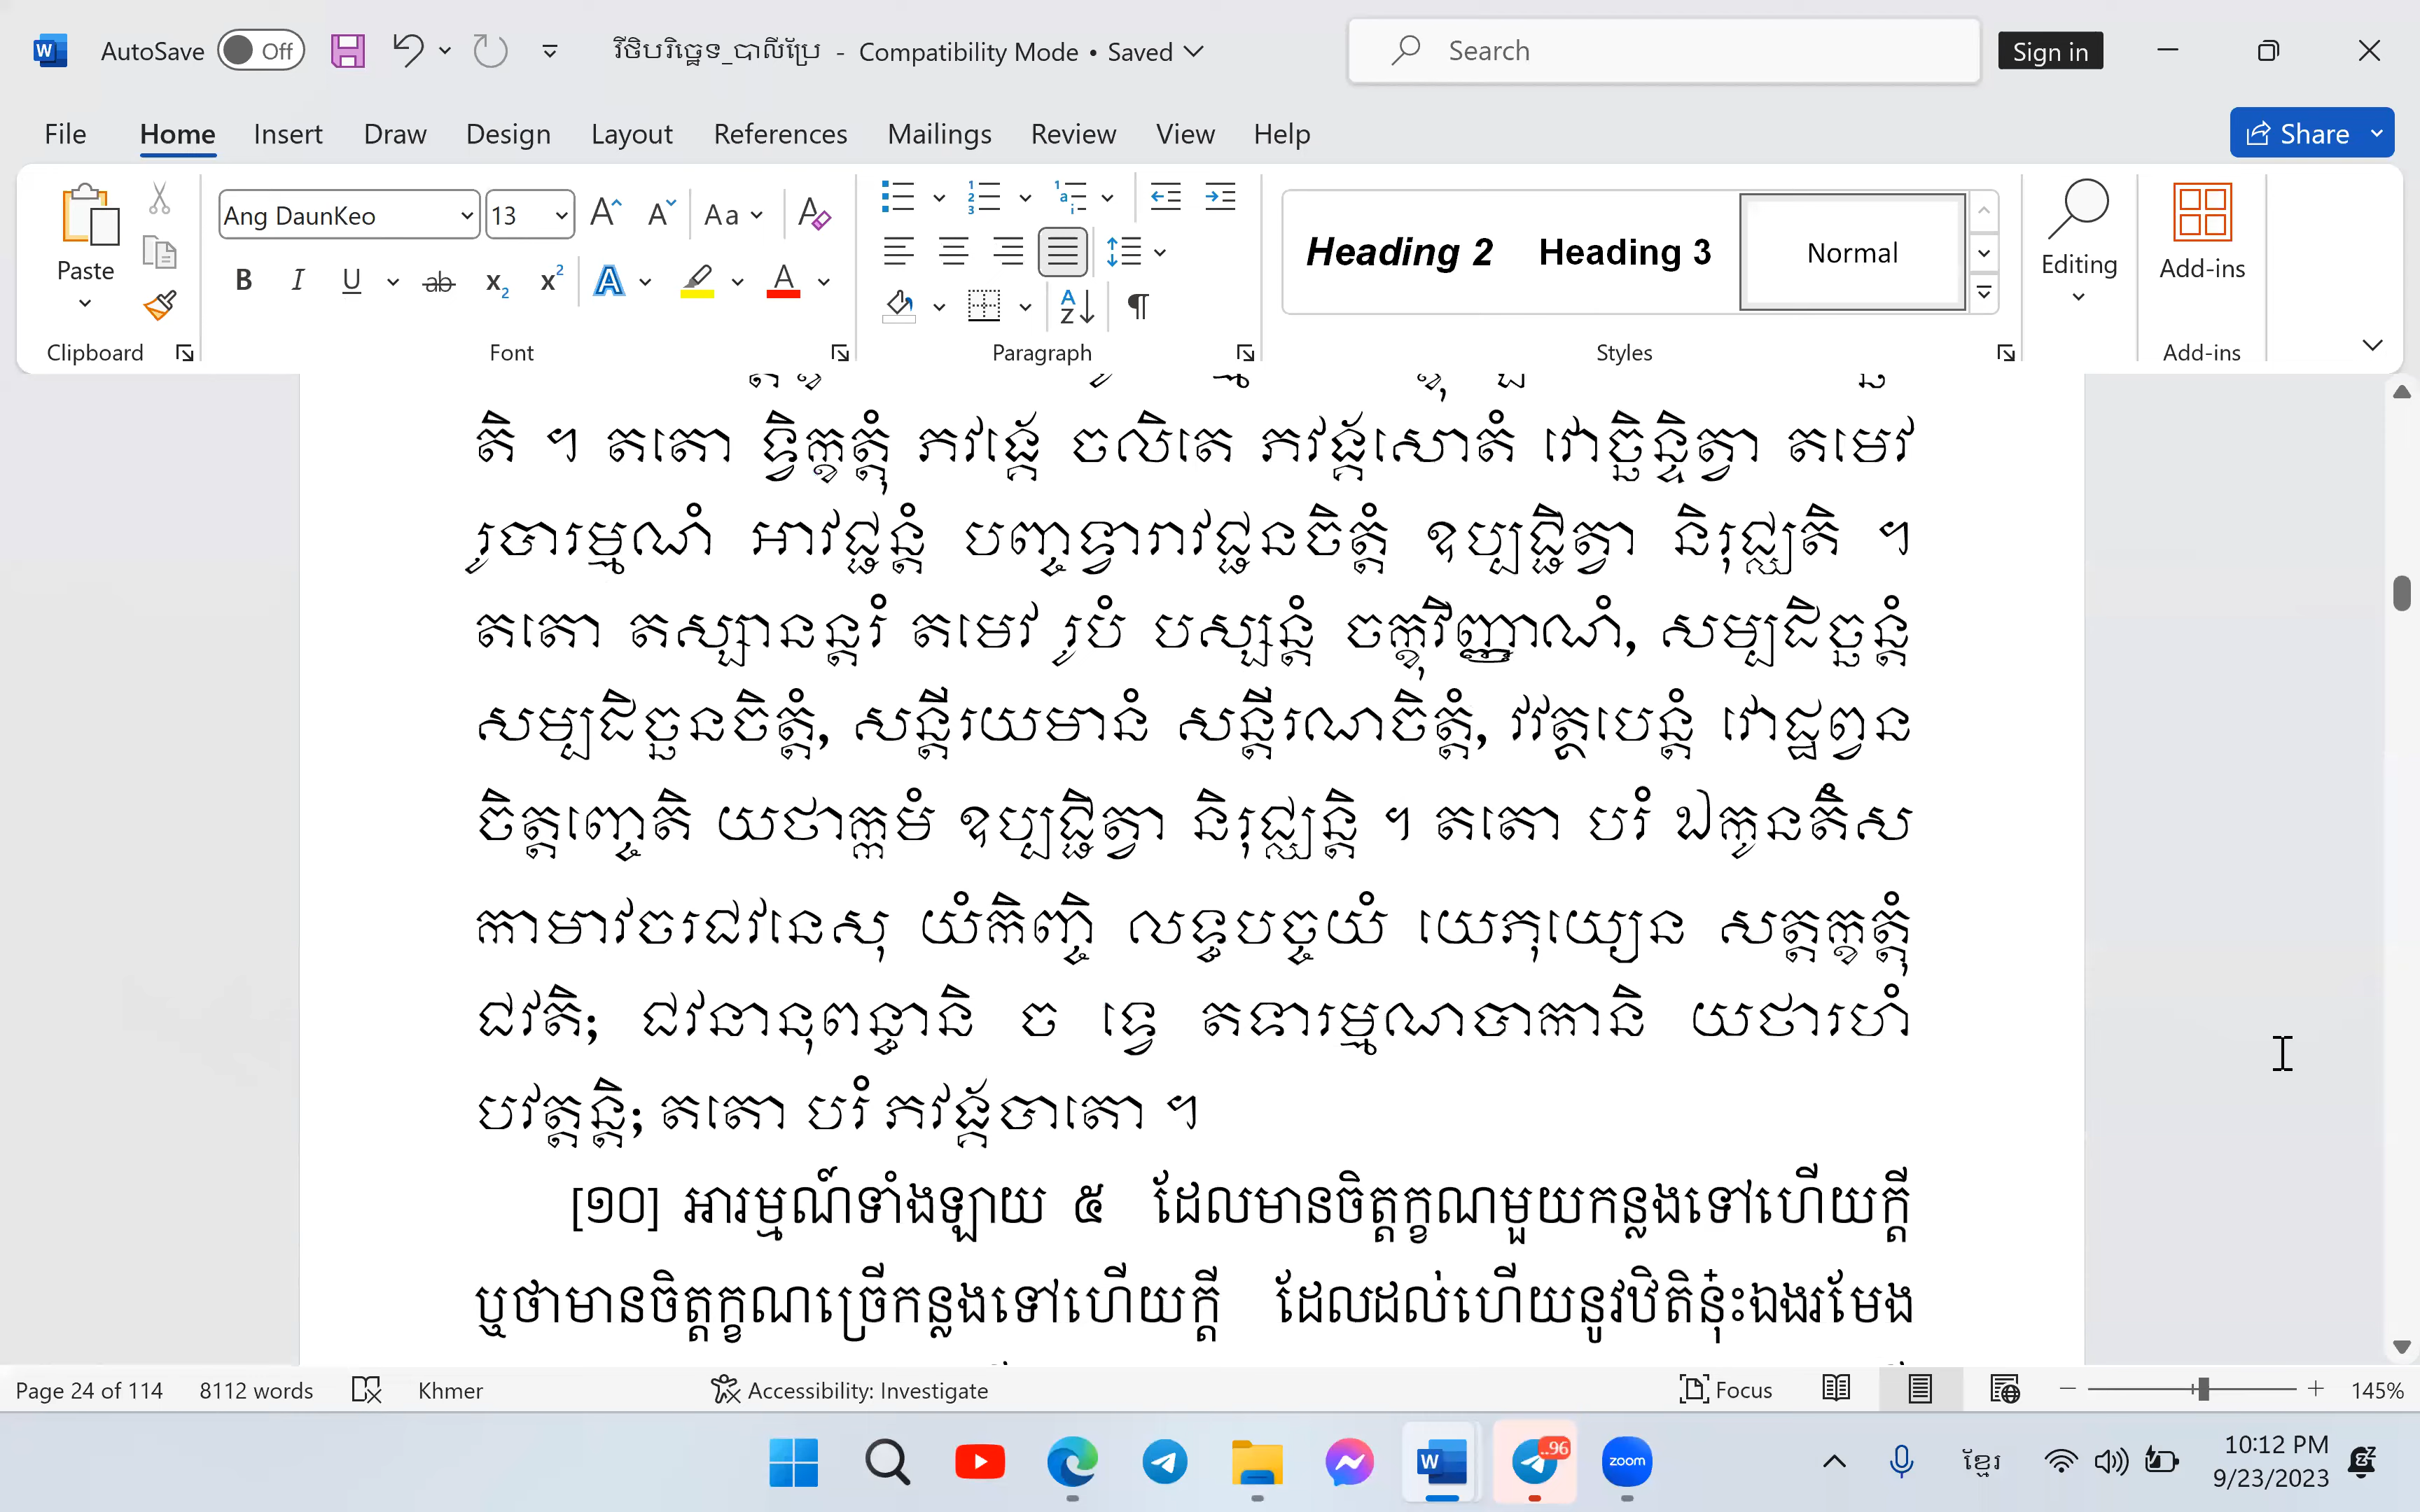 AutoSave Off វីថិបរិច្ឆេទ_បាលីប្រែ - Compatibility Mode • Saved Search Sign in
File Home Insert Draw Design Layout References Mailings Review View Help Share
Paste Ang DaunKeo 13 Aa Heading 2 Heading 3 Normal Editing Add-ins
Clipboard Font Paragraph Styles Add-ins
តិ ។ តតោ ទ្វិក្ខត្តុំ ភវង្គេ ចលិតេ ភវង្គសោតំ វោច្ឆិន្ទិត្វា តមេវ
រូបារម្មណំ អាវជ្ជន្តំ បញ្ចទ្វារាវជ្ជនចិត្តំ ឧប្បជ្ជិត្វា និរុជ្ឈតិ ។
តតោ តស្សានន្តរំ តមេវ រូបំ បស្សន្តំ ចក្ខុវិញ្ញាណំ, សម្បដិច្ឆន្តំ
សម្បដិច្ឆនចិត្តំ, សន្តីរយមានំ សន្តីរណចិត្តំ, វវត្ថបេន្តំ វោដ្ឋព្វន
ចិត្តញ្ចេតិ យថាក្កមំ ឧប្បជ្ជិត្វា និរុជ្ឈន្តិ ។ តតោ បរំ ឯកូនតិំស
កាមាវចរជវនេសុ យំកិញ្ចិ លទ្ធបច្ចយំ យេភុយ្យេន សត្តក្ខត្តុំ
ជវតិ; ជវនានុពន្ធានិ ច ទ្វេ តទារម្មណបាកានិ យថារហំ
បវត្តន្តិ; តតោ បរំ ភវង្គបាតោ ។
[១០] អារម្មណ៍ទាំងឡាយ ៥ ដែលមានចិត្តក្ខណមួយកន្លងទៅហើយក្តី
ឬថាមានចិត្តក្ខណច្រើកន្លងទៅហើយក្តី ដែលដល់ហើយនូវឋិតិនុ៎ះឯងរមែង
Page 24 of 114 8112 words Khmer Accessibility: Investigate Focus 145%
..96 zoom ខ្មែរ 10:12 PM
9/23/2023